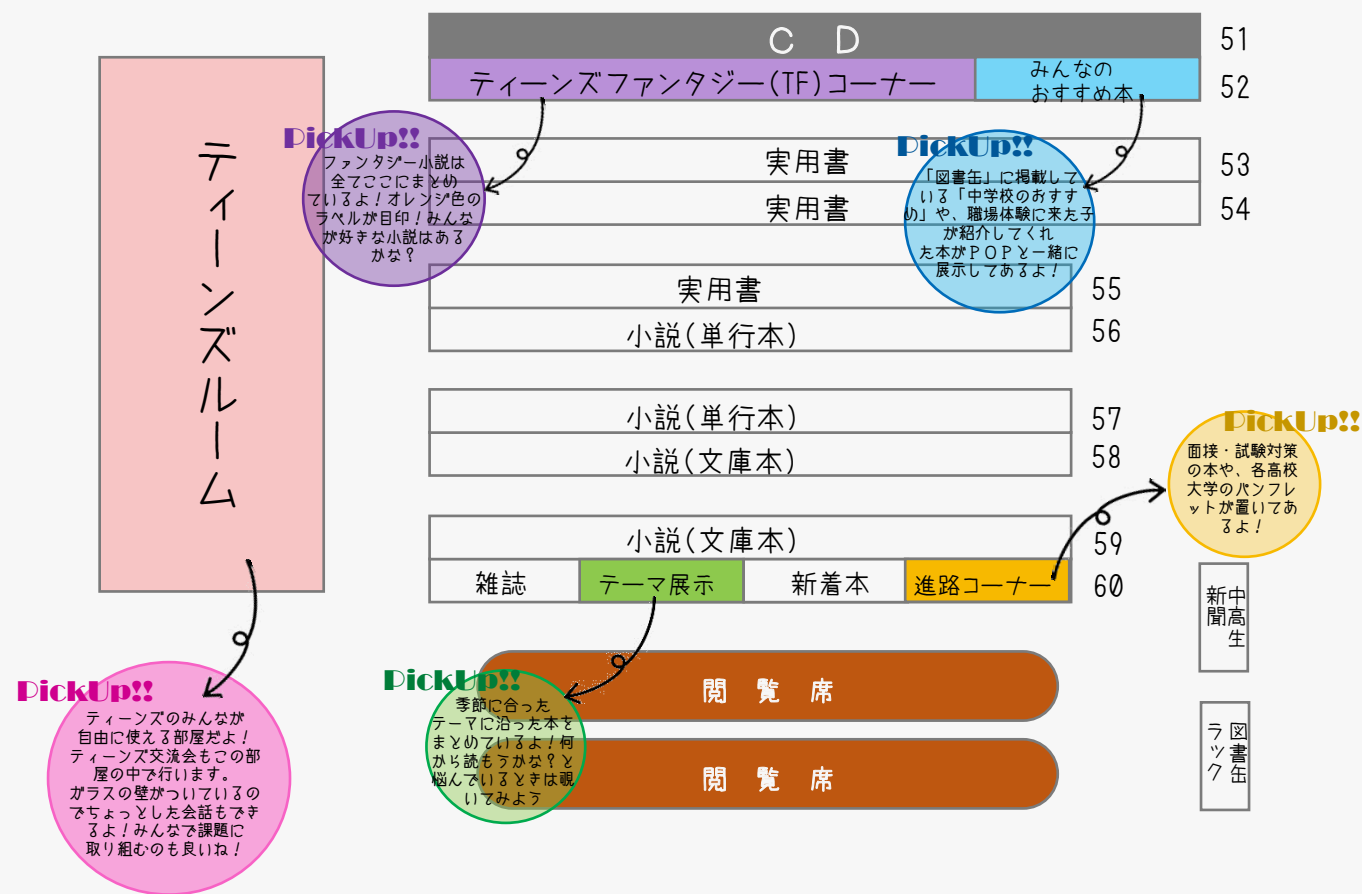 CD
51
ティーンズファンタジー(TF)コーナー
みんなの
おすすめ本
52
PickUp!!
ファンタジー小説は
全てここにまとめ
ているよ！オレンジ色の
ラベルが目印！みんな
が好きな小説はある
かな？
PickUp!!
「図書缶」に掲載して
いる「中学校のおすす
め」や、職場体験に来た子
が紹介してくれ
た本がPOPと一緒に
展示してあるよ！
実用書
53
実用書
54
実用書
55
小説(単行本)
56
小説(単行本)
57
小説(文庫本)
58
小説(文庫本)
59
雑誌
テーマ展示
新着本
進路コーナー
60
PickUp!!
面接・試験対策
の本や、各高校
大学のパンフレ
ットが置いてあ
るよ！
ティーンズルーム
PickUp!!
ティーンズのみんなが
自由に使える部屋だよ！
ティーンズ交流会もこの部
屋の中で行います。
ガラスの壁がついているの
でちょっとした会話もでき
るよ！みんなで課題に
取り組むのも良いね！
PickUp!!
季節に合った
テーマに沿った本を
まとめているよ！何
から読もうかな？と
悩んでいるときは覗
いてみよう
閲覧席
閲覧席
中高生
新聞
図書缶
ラック